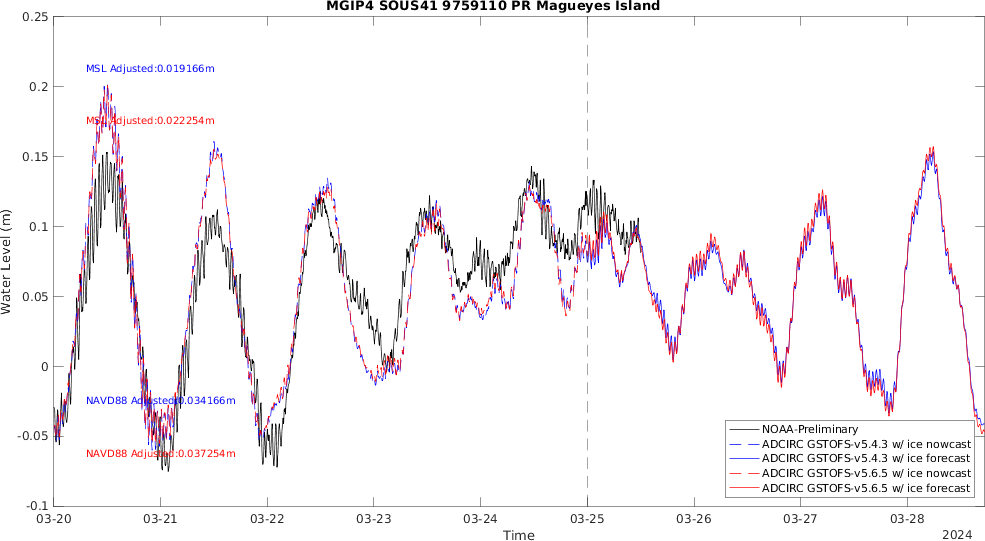 MGIP4 SOUS41 9759110 PR Magueyes Island
0.25
0.2
0.15
0.1
0.05
0
-0.05
-0.1
Water Level (m)
MSL Adjusted:0.019166m
MSL Adjusted:0.022254m
NAVD88 Adjusted:0.034166m
NAVD88 Adjusted:0.037254m
NOAA-Preliminary
ADCIRC GSTOFS-v5.4.3 w/ ice nowcast
ADCIRC GSTOFS-v5.4.3 w/ ice forecast
ADCIRC GSTOFS-v5.6.5 w/ ice nowcast
ADCIRC GSTOFS-v5.6.5 w/ ice forecast
03-20 03-21 03-22 03-23 03-24 03-25 03-26 03-27 03-28
Time
2024